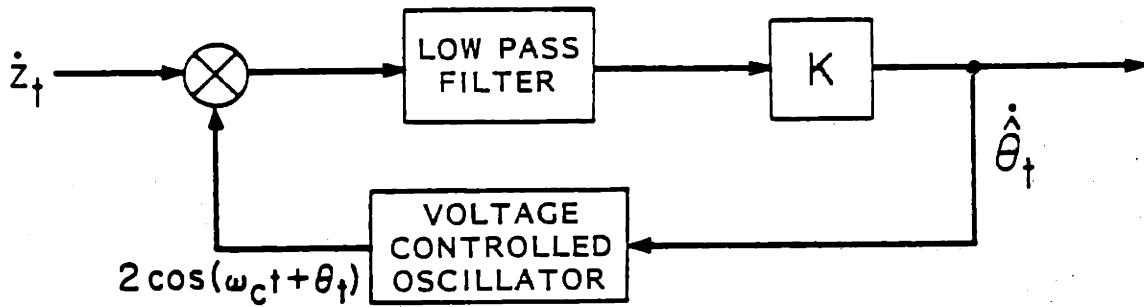 ż_t
LOW PASS
FILTER
K
θ̂̇_t
VOLTAGE
CONTROLLED
OSCILLATOR
2 cos(ω_c t + θ_t)